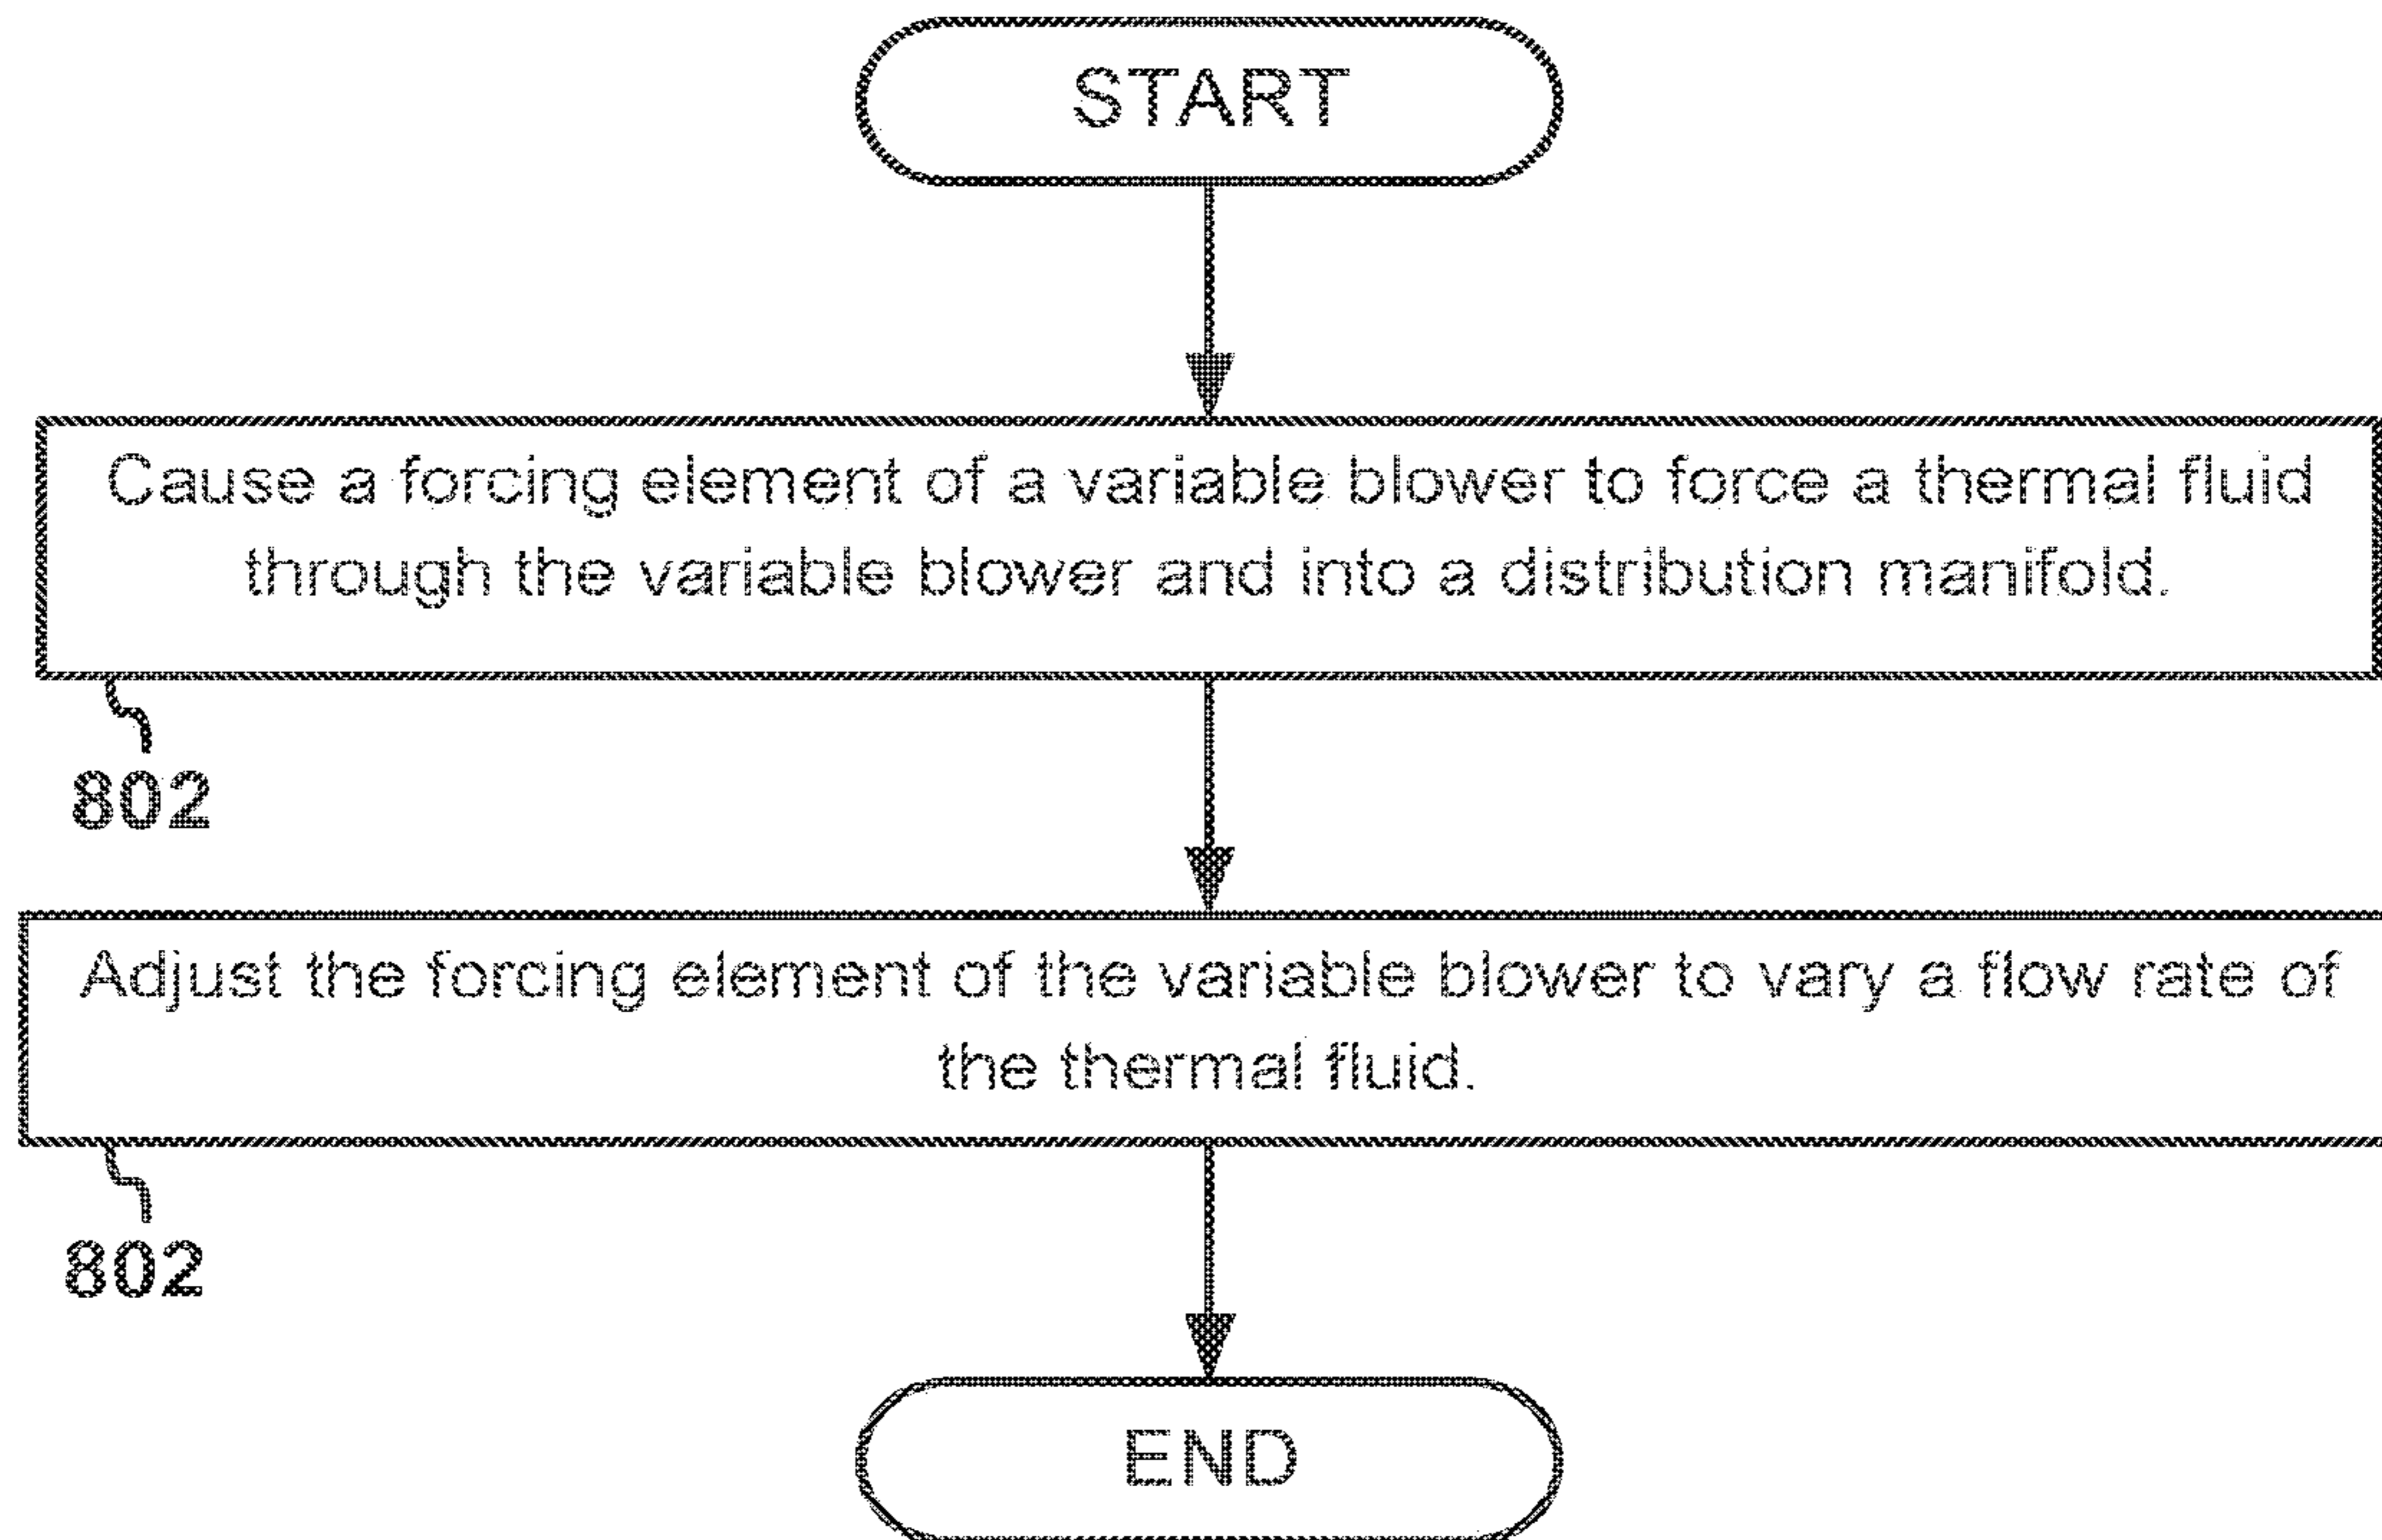 START
Cause a forcing element of a variable blower to force a thermal fluid
through the variable blower and into a distribution manifold.
802
Adjust the forcing element of the variable blower to vary a flow rate of
the thermal fluid.
802
END